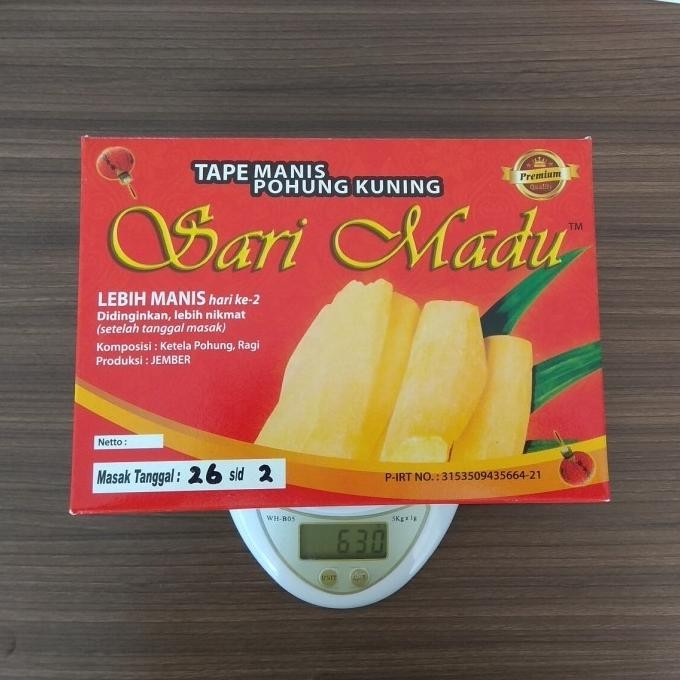 TAPE MANIS
POHUNG KUNING
Premium
Quality
Sari Madu TM
LEBIH MANIS hari ke-2
Didinginkan, lebih nikmat
(setelah tanggal masak)
Komposisi : Ketela Pohung, Ragi
Produksi : JEMBER
Netto :
Masak Tanggal : 26 s/d 2
P-IRT NO. : 3153509435664-21
WH-B05
5Kg x 1g
630
UNIT